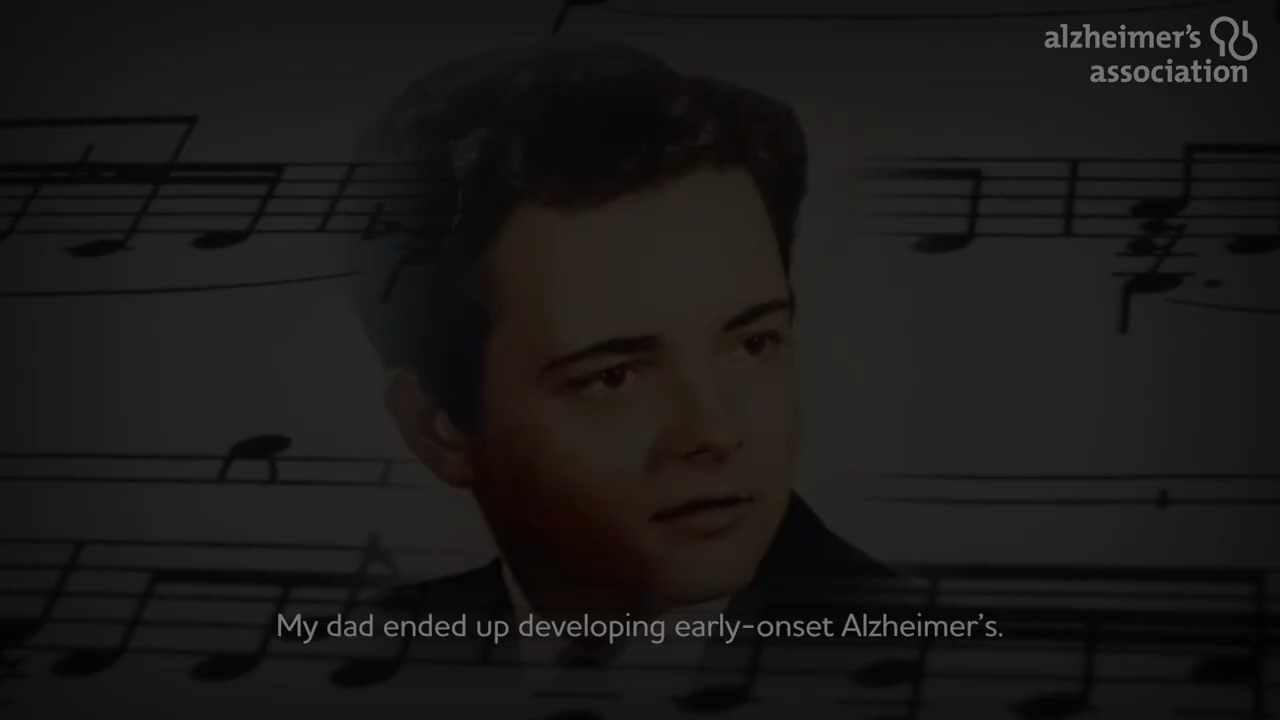 alzheimer's
association
My dad ended up developing early-onset Alzheimer's.